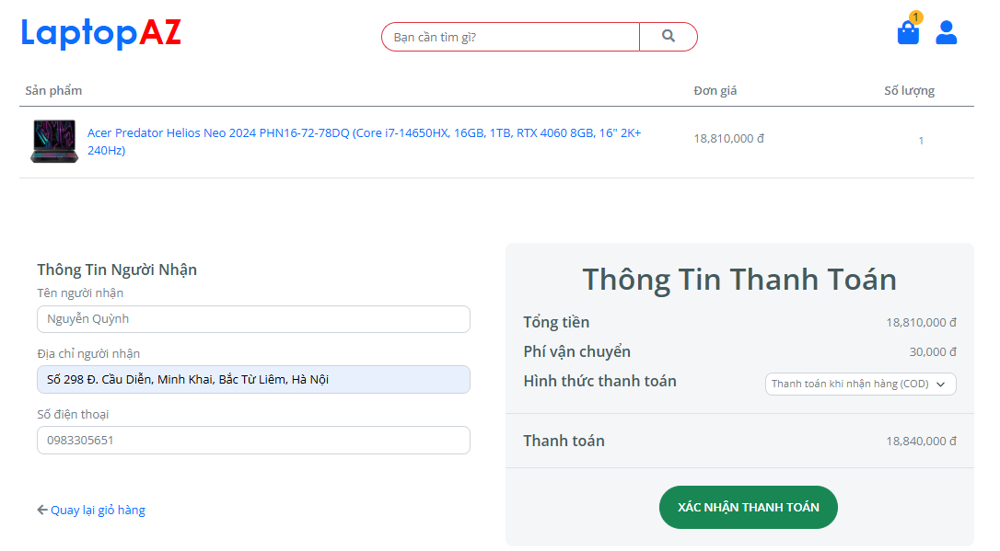 LaptopAZ
Bạn cần tìm gì?
1
Sản phẩm
Đơn giá
Số lượng
Acer Predator Helios Neo 2024 PHN16-72-78DQ (Core i7-14650HX, 16GB, 1TB, RTX 4060 8GB, 16" 2K+
240Hz)
18,810,000 đ
1
Thông Tin Người Nhận
Tên người nhận
Nguyễn Quỳnh
Địa chỉ người nhận
Số 298 Đ. Cầu Diễn, Minh Khai, Bắc Từ Liêm, Hà Nội
Số điện thoại
0983305651
Quay lại giỏ hàng
Thông Tin Thanh Toán
Tổng tiền
18,810,000 đ
Phí vận chuyển
30,000 đ
Hình thức thanh toán
Thanh toán khi nhận hàng (COD)
Thanh toán
18,840,000 đ
XÁC NHẬN THANH TOÁN